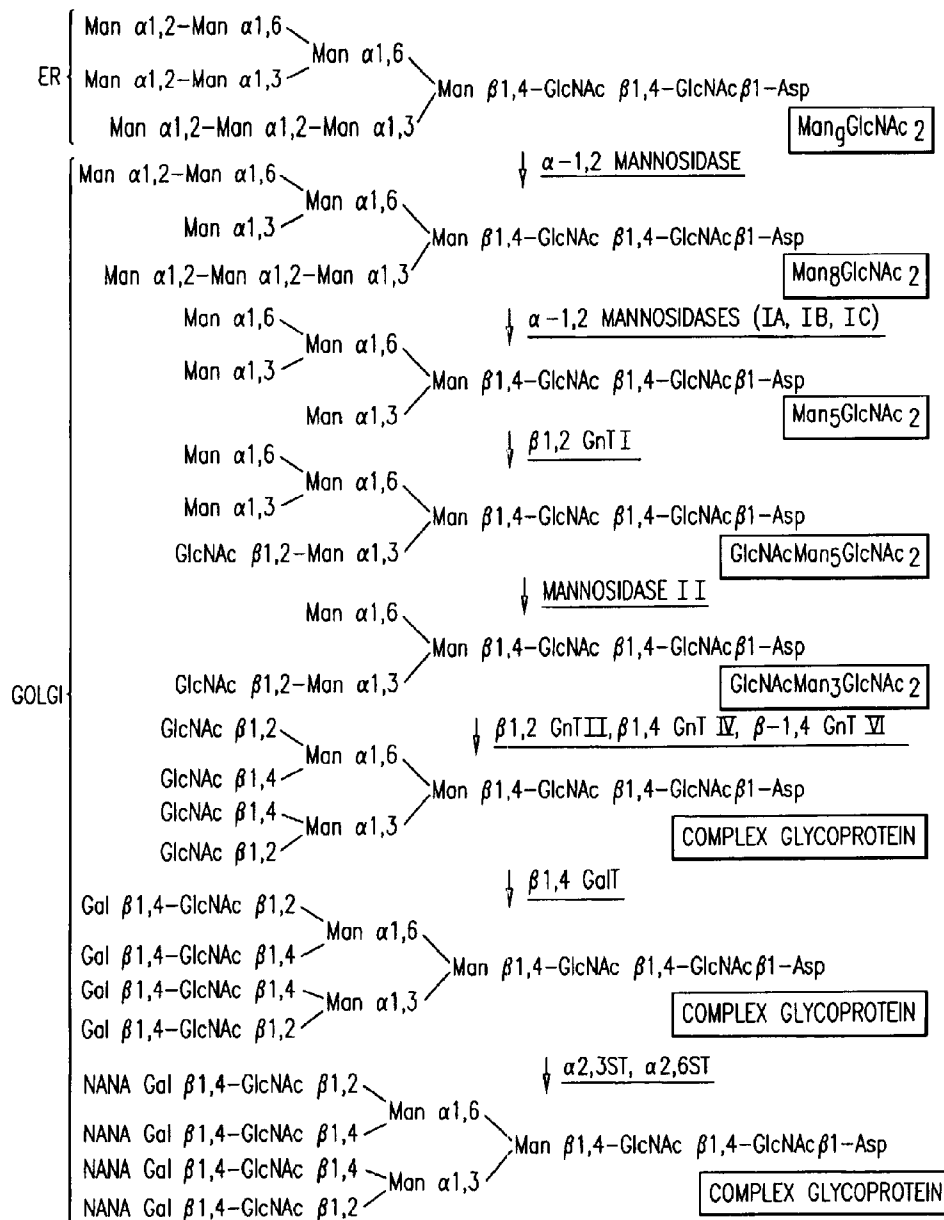 Man α1,2-Man α1,6
Man α1,6
ER
Man α1,2-Man α1,3
Man β1,4-GlcNAc β1,4-GlcNAcβ1-Asp
Man α1,2-Man α1,2-Man α1,3
Man9GlcNAc2
α-1,2 MANNOSIDASE
Man α1,2-Man α1,6
Man α1,6
Man α1,3
Man β1,4-GlcNAc β1,4-GlcNAcβ1-Asp
Man α1,2-Man α1,2-Man α1,3
Man8GlcNAc2
α-1,2 MANNOSIDASES (IA, IB, IC)
Man α1,6
Man α1,6
Man α1,3
Man β1,4-GlcNAc β1,4-GlcNAcβ1-Asp
Man α1,3
Man5GlcNAc2
β1,2 GnTI
Man α1,6
Man α1,6
Man α1,3
Man β1,4-GlcNAc β1,4-GlcNAcβ1-Asp
GlcNAc β1,2-Man α1,3
GlcNAcMan5GlcNAc2
MANNOSIDASE II
Man α1,6
Man β1,4-GlcNAc β1,4-GlcNAcβ1-Asp
GlcNAc β1,2-Man α1,3
GlcNAcMan3GlcNAc2
GOLGI
β1,2 GnTII, β1,4 GnT IV, β-1,4 GnT VI
GlcNAc β1,2
Man α1,6
GlcNAc β1,4
Man β1,4-GlcNAc β1,4-GlcNAcβ1-Asp
GlcNAc β1,4
Man α1,3
GlcNAc β1,2
COMPLEX GLYCOPROTEIN
β1,4 GalT
Gal β1,4-GlcNAc β1,2
Man α1,6
Gal β1,4-GlcNAc β1,4
Man β1,4-GlcNAc β1,4-GlcNAcβ1-Asp
Gal β1,4-GlcNAc β1,4
Man α1,3
Gal β1,4-GlcNAc β1,2
COMPLEX GLYCOPROTEIN
α2,3ST, α2,6ST
NANA Gal β1,4-GlcNAc β1,2
Man α1,6
NANA Gal β1,4-GlcNAc β1,4
Man β1,4-GlcNAc β1,4-GlcNAcβ1-Asp
NANA Gal β1,4-GlcNAc β1,4
Man α1,3
NANA Gal β1,4-GlcNAc β1,2
COMPLEX GLYCOPROTEIN